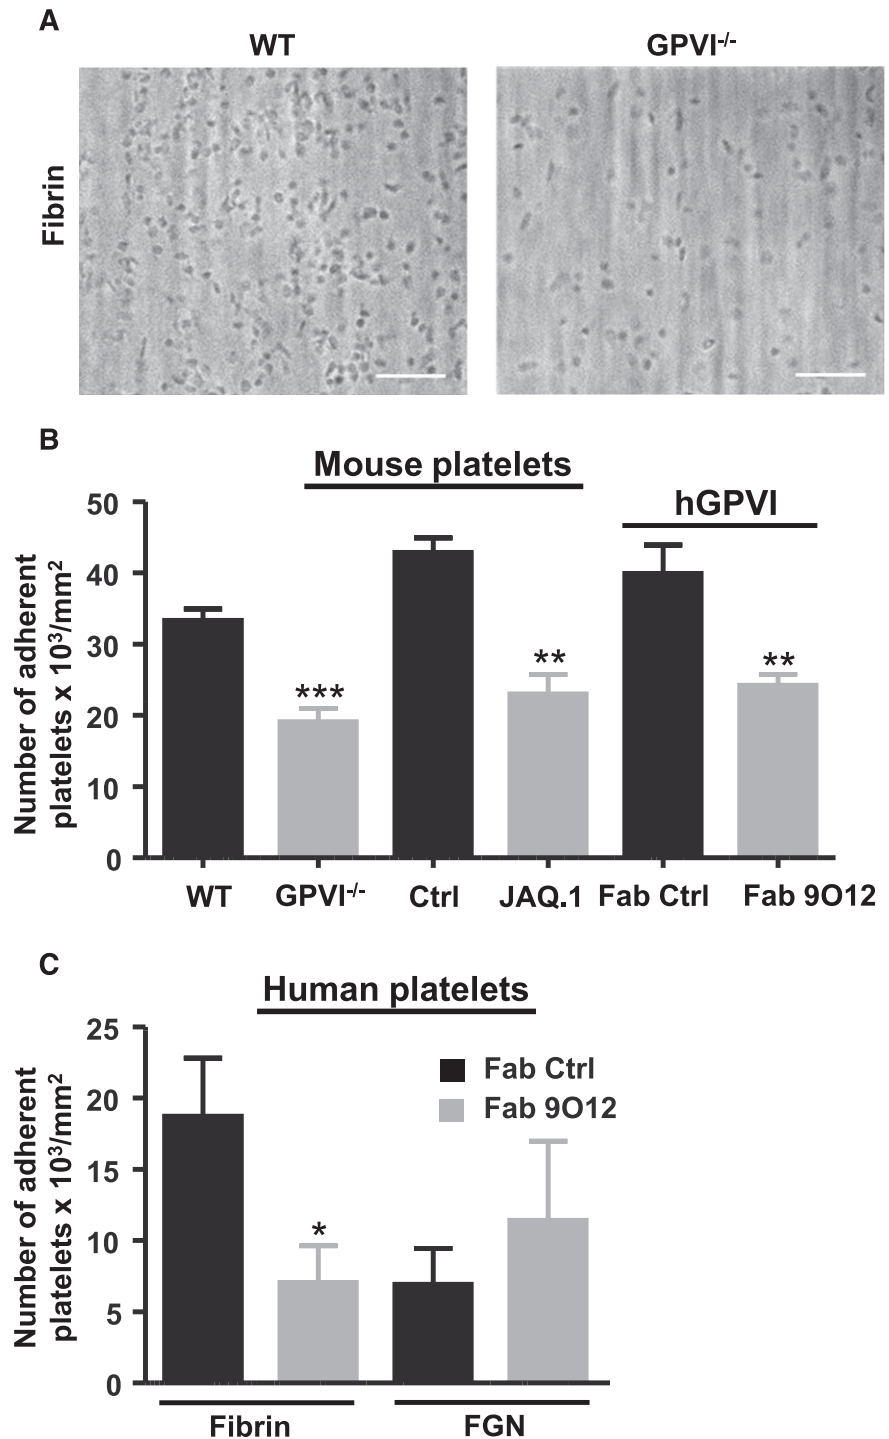 A
WT
GPVI-/-
Fibrin
B
Mouse platelets
hGPVI
Number of adherent
platelets x 10³/mm²
50
40
30
20
10
0
***
**
**
WT
GPVI-/-
Ctrl
JAQ.1
Fab Ctrl
Fab 9O12
C
Human platelets
Number of adherent
platelets x 10³/mm²
25
20
15
10
5
0
Fab Ctrl
Fab 9O12
*
Fibrin
FGN